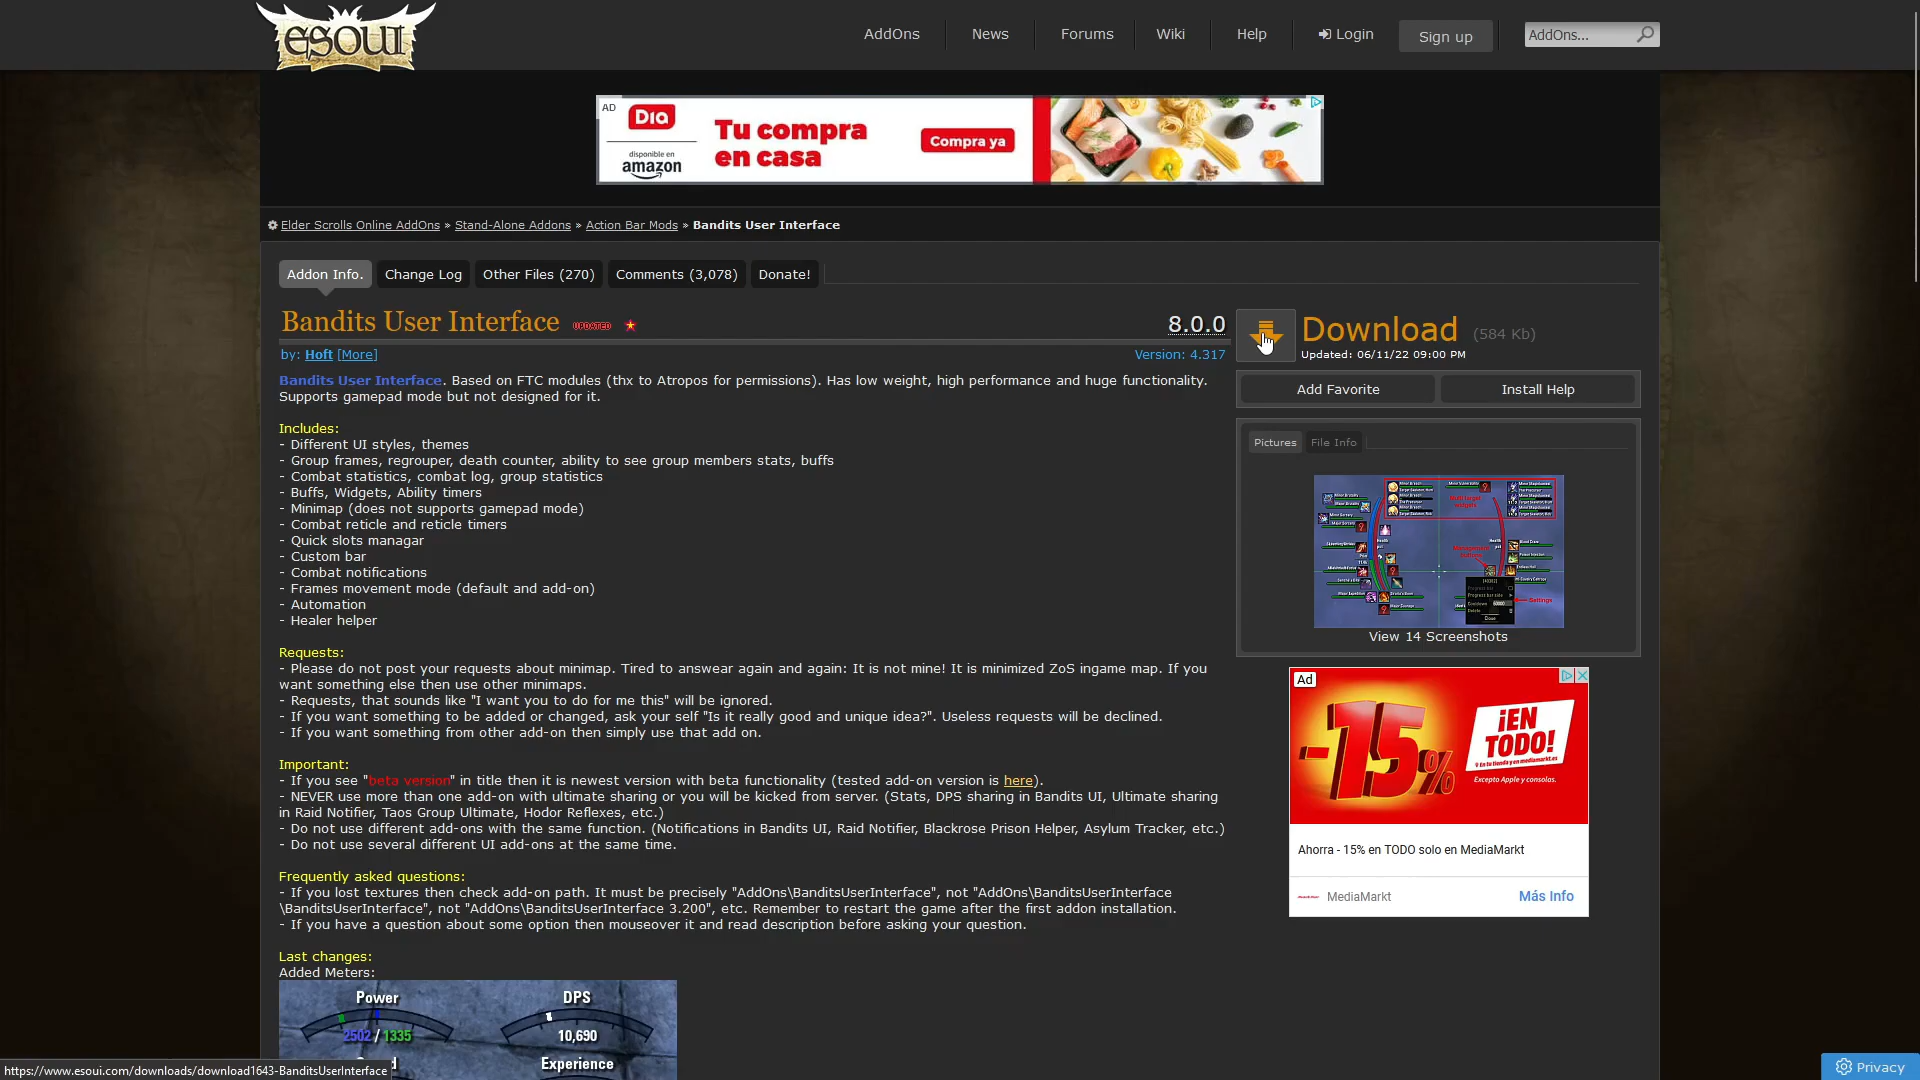 ESOUI
AddOns
News
Forums
Wiki
Help
Login
Sign up
AddOns...
AD
Dia
disponible en
amazon
Tu compra
en casa
Compra ya
Elder Scrolls Online AddOns » Stand-Alone Addons » Action Bar Mods » Bandits User Interface
Addon Info.
Change Log
Other Files (270)
Comments (3,078)
Donate!
Bandits User Interface
UPDATED
8.0.0
by: Hoft [More]
Version: 4.317
Download (584 Kb)
Updated: 06/11/22 09:00 PM
Add Favorite
Install Help
Bandits User Interface. Based on FTC modules (thx to Atropos for permissions). Has low weight, high performance and huge functionality.
Supports gamepad mode but not designed for it.
Includes:
- Different UI styles, themes
- Group frames, regrouper, death counter, ability to see group members stats, buffs
- Combat statistics, combat log, group statistics
- Buffs, Widgets, Ability timers
- Minimap (does not supports gamepad mode)
- Combat reticle and reticle timers
- Quick slots managar
- Custom bar
- Combat notifications
- Frames movement mode (default and add-on)
- Automation
- Healer helper
Requests:
- Please do not post your requests about minimap. Tired to answear again and again: It is not mine! It is minimized ZoS ingame map. If you
want something else then use other minimaps.
- Requests, that sounds like "I want you to do for me this" will be ignored.
- If you want something to be added or changed, ask your self "Is it really good and unique idea?". Useless requests will be declined.
- If you want something from other add-on then simply use that add on.
Important:
- If you see "beta version" in title then it is newest version with beta functionality (tested add-on version is here).
- NEVER use more than one add-on with ultimate sharing or you will be kicked from server. (Stats, DPS sharing in Bandits UI, Ultimate sharing
in Raid Notifier, Taos Group Ultimate, Hodor Reflexes, etc.)
- Do not use different add-ons with the same function. (Notifications in Bandits UI, Raid Notifier, Blackrose Prison Helper, Asylum Tracker, etc.)
- Do not use several different UI add-ons at the same time.
Frequently asked questions:
- If you lost textures then check add-on path. It must be precisely "AddOns\BanditsUserInterface", not "AddOns\BanditsUserInterface
\BanditsUserInterface", not "AddOns\BanditsUserInterface 3.200", etc. Remember to restart the game after the first addon installation.
- If you have a question about some option then mouseover it and read description before asking your question.
Last changes:
Added Meters:
Power
DPS
2502 / 1335
10,690
Experience
Pictures
File Info
Settings
Close
View 14 Screenshots
Ad
-15%
¡EN
TODO!
Excepto Apple y consolas.
Ahorra - 15% en TODO solo en MediaMarkt
MediaMarkt
Más Info
https://www.esoui.com/downloads/download1643-BanditsUserInterface
Privacy